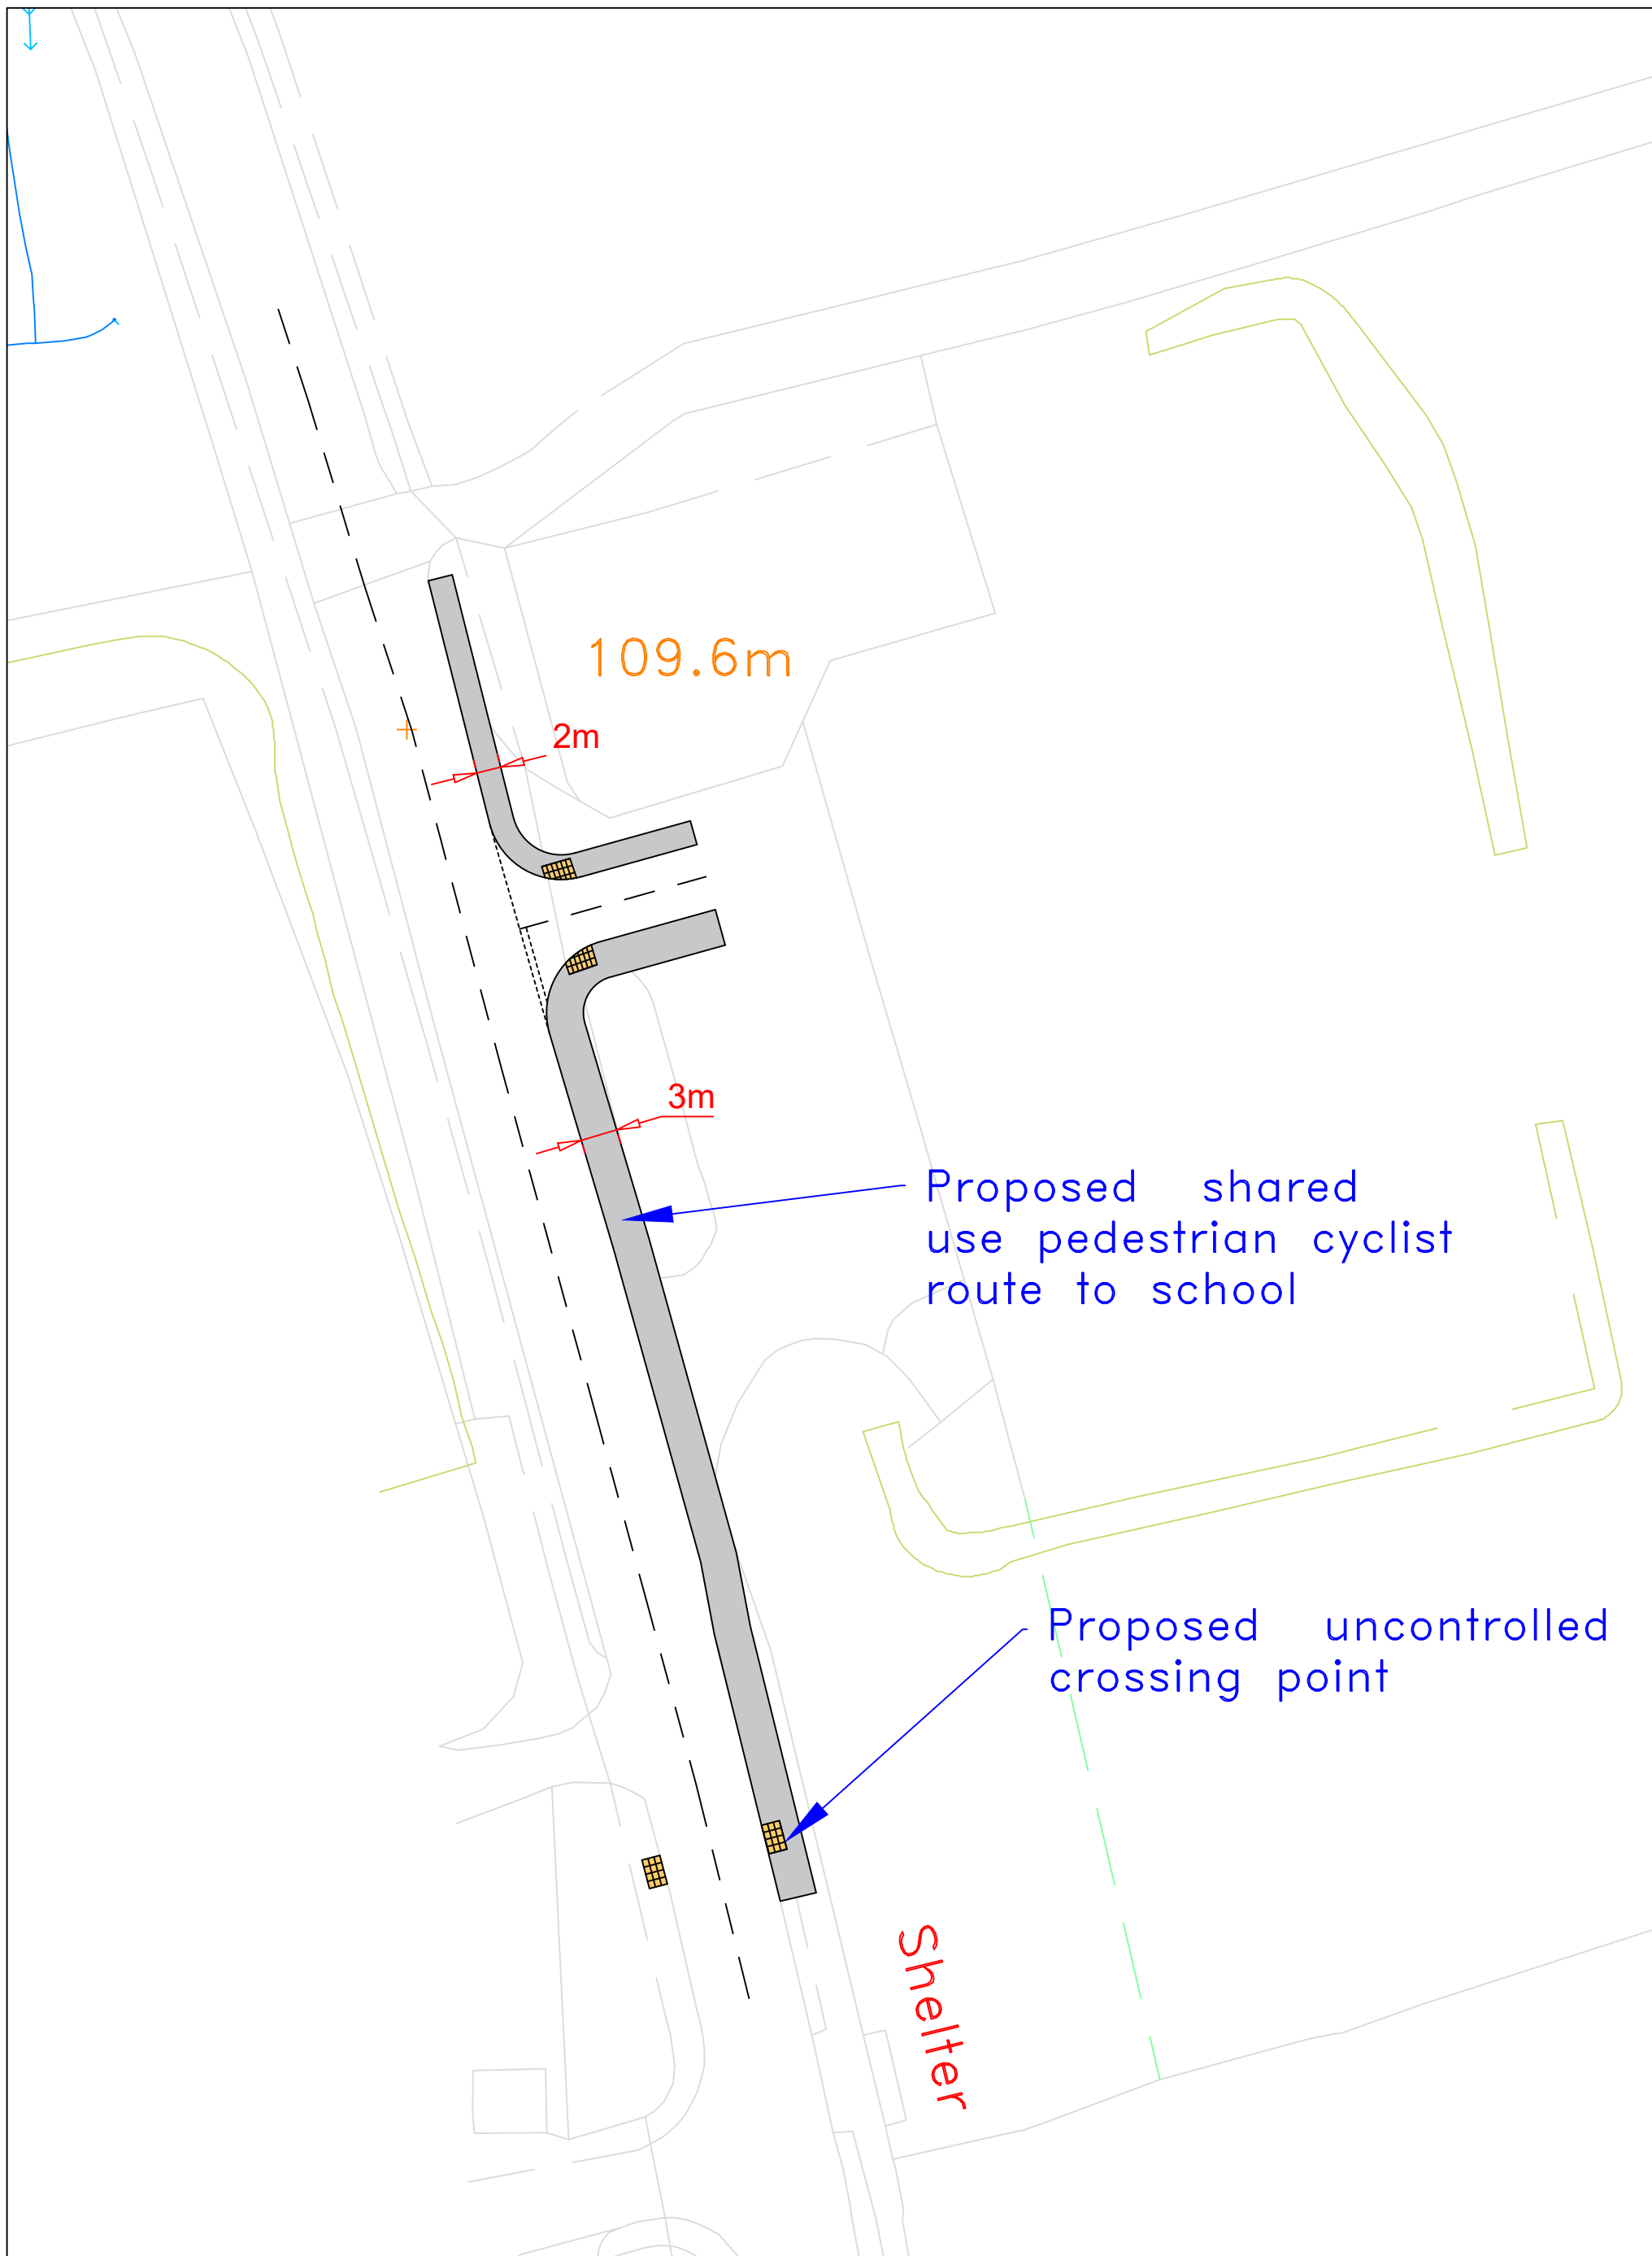 109.6m
2m
3m
Proposed shared
use pedestrian cyclist
route to school
Proposed uncontrolled
crossing point
Shelter